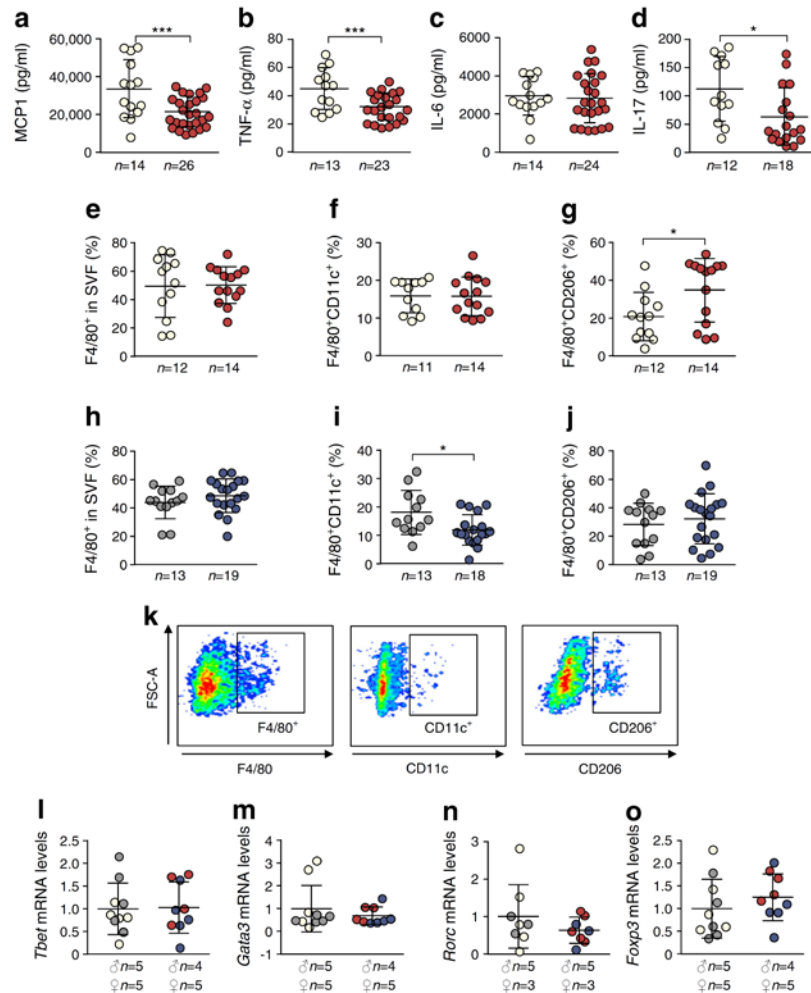 a b c d
MCP1 (pg/ml)
60,000
40,000
20,000
0
***
n=14 n=26
TNF-α (pg/ml)
80
60
40
20
0
***
n=13 n=23
IL-6 (pg/ml)
6000
4000
2000
0
n=14 n=24
IL-17 (pg/ml)
200
150
100
50
0
*
n=12 n=18
e f g
F4/80⁺ in SVF (%)
80
60
40
20
0
n=12 n=14
F4/80⁺CD11c⁺ (%)
30
20
10
0
n=11 n=14
F4/80⁺CD206⁺ (%)
60
40
20
0
*
n=12 n=14
h i j
F4/80⁺ in SVF (%)
80
60
40
20
0
n=13 n=19
F4/80⁺CD11c⁺ (%)
40
30
20
10
0
*
n=13 n=18
F4/80⁺CD206⁺ (%)
80
60
40
20
0
n=13 n=19
k
FSC-A
F4/80⁺ CD11c⁺ CD206⁺
F4/80 CD11c CD206
l m n o
Tbet mRNA levels
2.5
2.0
1.5
1.0
0.5
0
♂n=5 ♂n=4
♀n=5 ♀n=5
Gata3 mRNA levels
4
3
2
1
0
-1
♂n=5 ♂n=4
♀n=5 ♀n=5
Rorc mRNA levels
3
2
1
0
♂n=5 ♂n=5
♀n=3 ♀n=3
Foxp3 mRNA levels
2.5
2.0
1.5
1.0
0.5
0
♂n=5 ♂n=4
♀n=5 ♀n=5